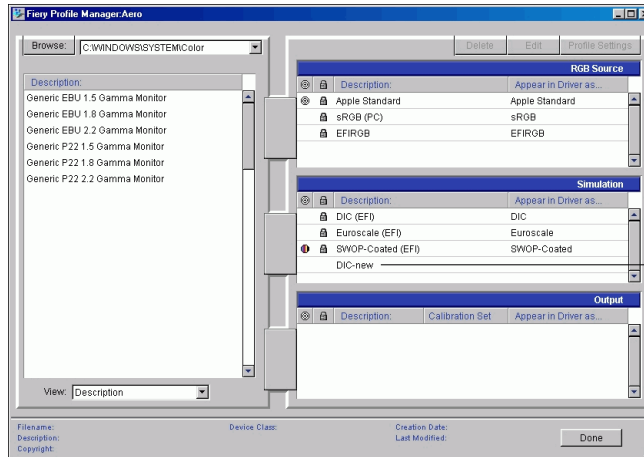 Fiery Profile Manager:Aero
Browse: C:\WINDOWS\SYSTEM\Color
Description:
Generic EBU 1.5 Gamma Monitor
Generic EBU 1.8 Gamma Monitor
Generic EBU 2.2 Gamma Monitor
Generic P22 1.5 Gamma Monitor
Generic P22 1.8 Gamma Monitor
Generic P22 2.2 Gamma Monitor
View: Description
Delete Edit Profile Settings
RGB Source
Description: Appear in Driver as...
Apple Standard Apple Standard
sRGB (PC) sRGB
EFIRGB EFIRGB
Simulation
Description: Appear in Driver as...
DIC (EFI) DIC
Euroscale (EFI) Euroscale
SWOP-Coated (EFI) SWOP-Coated
DIC-new
Output
Description: Calibration Set Appear in Driver as...
Filename: Device Class: Creation Date:
Description: Last Modified:
Copyright:
Done